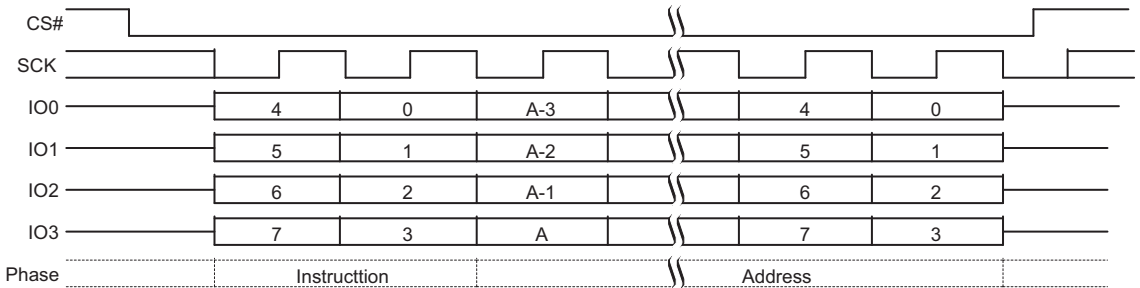 CS#
SCK
IO0 4 0 A-3 4 0
IO1 5 1 A-2 5 1
IO2 6 2 A-1 6 2
IO3 7 3 A 7 3
Phase Instructtion Address